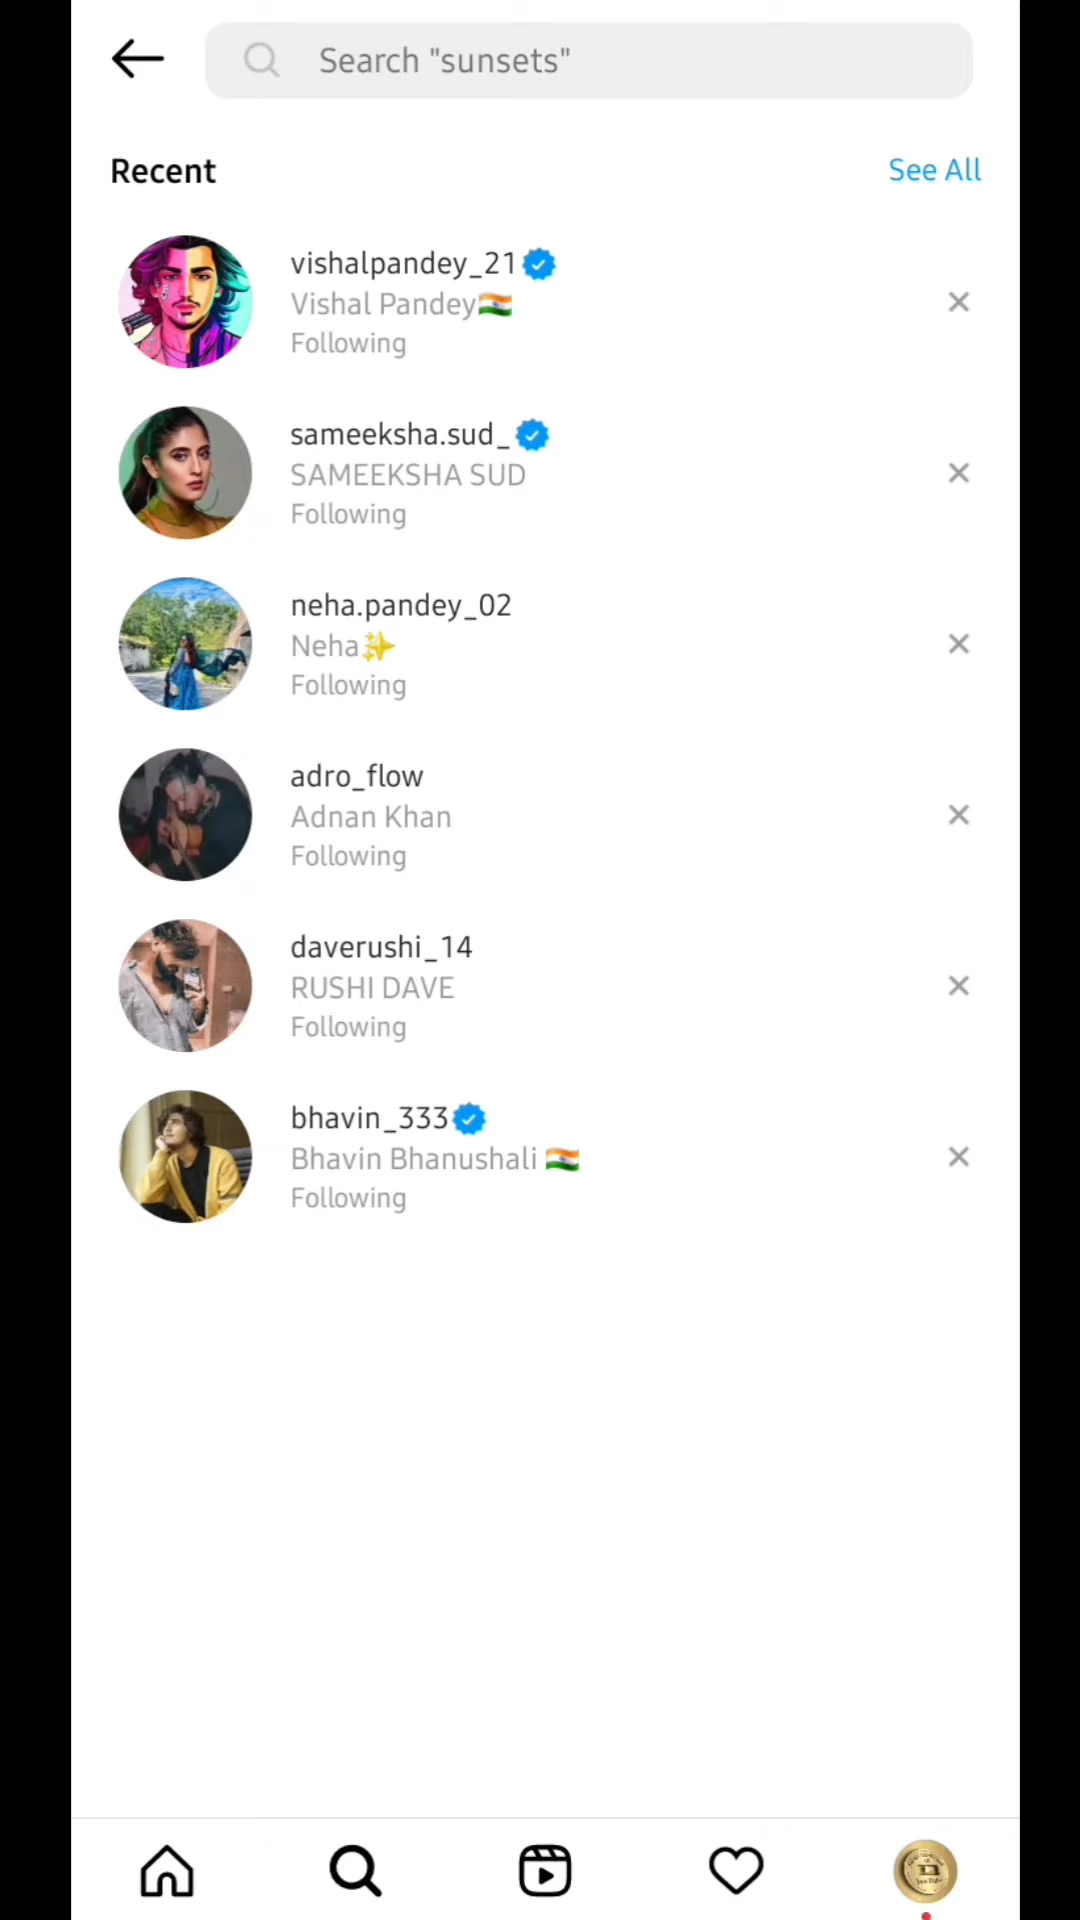 Search "sunsets"
Recent
See All
vishalpandey_21
Vishal Pandey🇮🇳
Following
sameeksha.sud_
SAMEEKSHA SUD
Following
neha.pandey_02
Neha✨
Following
adro_flow
Adnan Khan
Following
daverushi_14
RUSHI DAVE
Following
bhavin_333
Bhavin Bhanushali 🇮🇳
Following